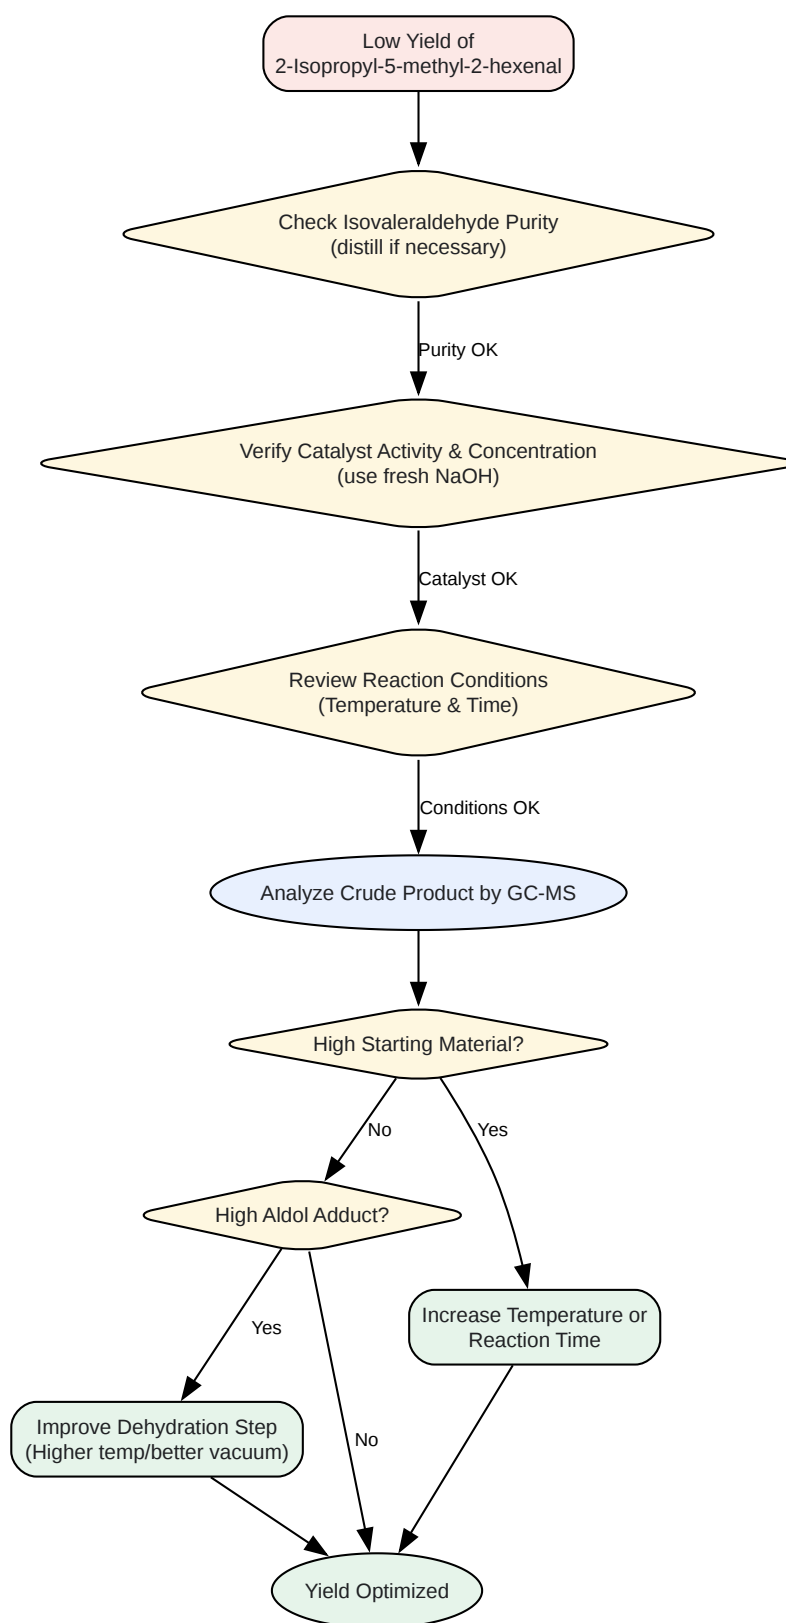 Low Yield of
2-Isopropyl-5-methyl-2-hexenal
Check Isovaleraldehyde Purity
(distill if necessary)
Purity OK
Verify Catalyst Activity & Concentration
(use fresh NaOH)
Catalyst OK
Review Reaction Conditions
(Temperature & Time)
Conditions OK
Analyze Crude Product by GC-MS
High Starting Material?
No
Yes
High Aldol Adduct?
Increase Temperature or
Reaction Time
Yes
Improve Dehydration Step
(Higher temp/better vacuum)
No
Yield Optimized